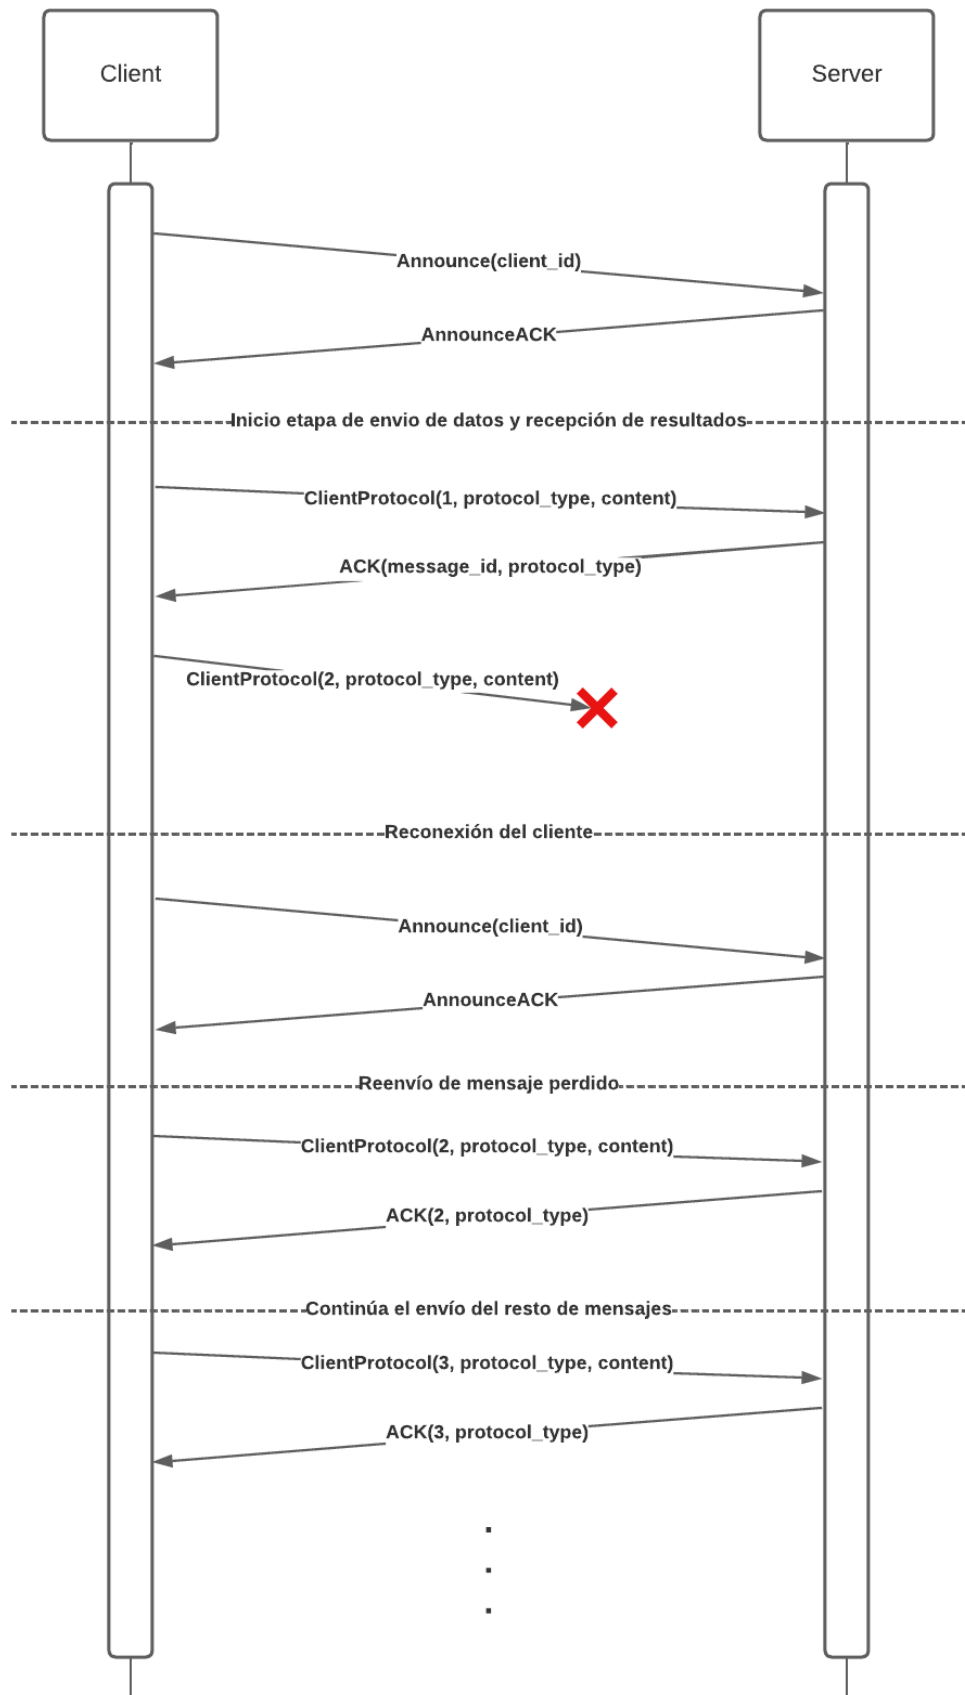 Client
Server
Announce(client_id)
AnnounceACK
Inicio etapa de envio de datos y recepción de resultados
ClientProtocol(1, protocol_type, content)
ACK(message_id, protocol_type)
ClientProtocol(2, protocol_type, content)
Reconexión del cliente
Announce(client_id)
AnnounceACK
Reenvío de mensaje perdido
ClientProtocol(2, protocol_type, content)
ACK(2, protocol_type)
Continúa el envío del resto de mensajes
ClientProtocol(3, protocol_type, content)
ACK(3, protocol_type)
.
.
.